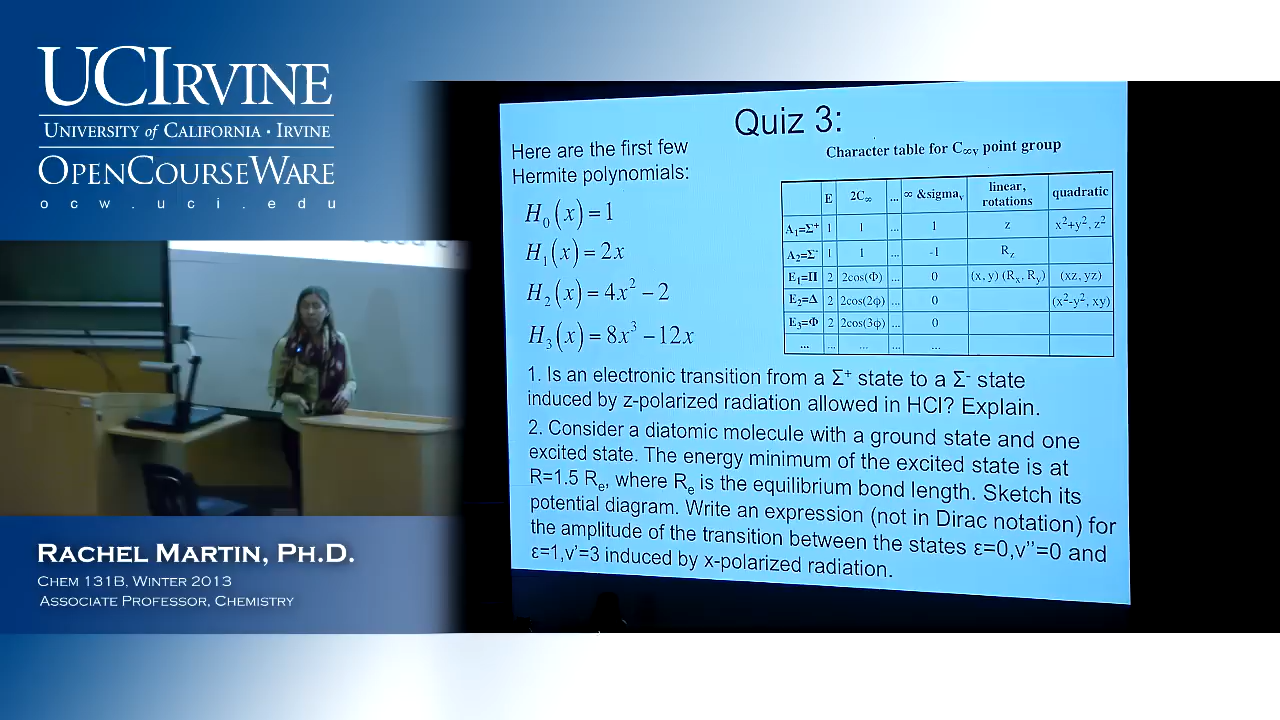 UCIRVINE
UNIVERSITY of CALIFORNIA · IRVINE
OPENCOURSEWARE
ocw.uci.edu
RACHEL MARTIN, PH.D.
CHEM 131B, WINTER 2013
ASSOCIATE PROFESSOR, CHEMISTRY
Quiz 3:
Here are the first few
Hermite polynomials:
H₀(x) = 1
H₁(x) = 2x
H₂(x) = 4x² − 2
H₃(x) = 8x³ − 12x
Character table for C∞v point group
E 2C∞ ... ∞ &sigmaᵥ linear, rotations quadratic
A₁=Σ⁺ 1 1 ... 1 z x²+y², z²
A₂=Σ⁻ 1 1 ... -1 R_z
E₁=Π 2 2cos(Φ) ... 0 (x, y) (Rₓ, R_y) (xz, yz)
E₂=Δ 2 2cos(2φ) ... 0 (x²-y², xy)
E₃=Φ 2 2cos(3φ) ... 0
... ... ... ... ...
1. Is an electronic transition from a Σ⁺ state to a Σ⁻ state
induced by z-polarized radiation allowed in HCl? Explain.
2. Consider a diatomic molecule with a ground state and one
excited state. The energy minimum of the excited state is at
R=1.5 Rₑ, where Rₑ is the equilibrium bond length. Sketch its
potential diagram. Write an expression (not in Dirac notation) for
the amplitude of the transition between the states ε=0,v''=0 and
ε=1,v'=3 induced by x-polarized radiation.